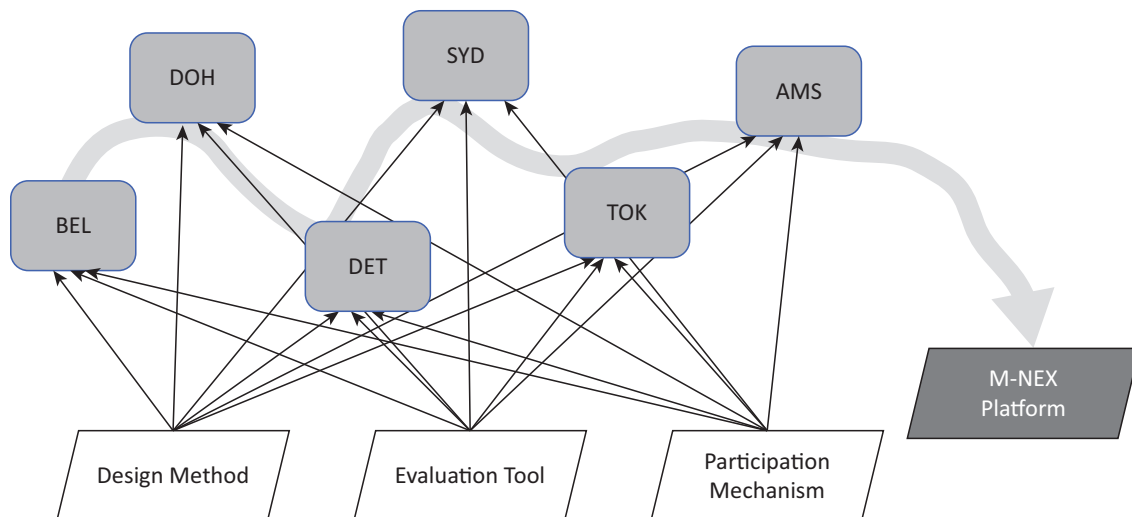 SYD
DOH
AMS
TOK
BEL
DET
M-NEX
Platform
Design Method
Evaluation Tool
Participation
Mechanism